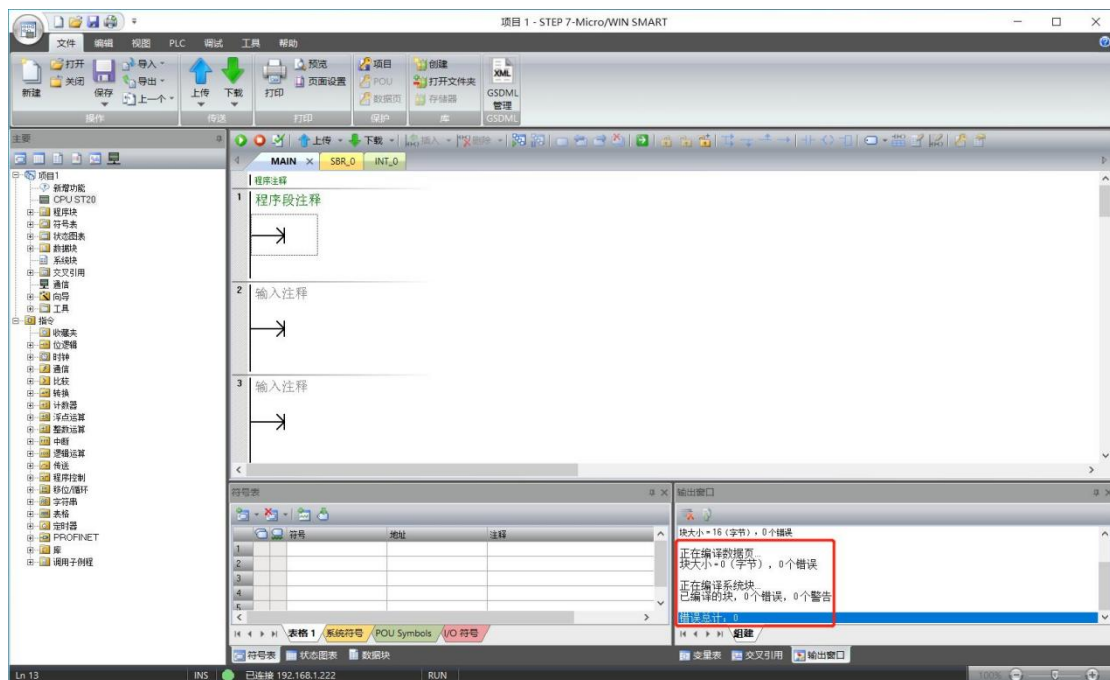 项目 1 - STEP 7-Micro/WIN SMART
文件 编辑 视图 PLC 调试 工具 帮助
新建 打开 关闭 保存 导入 导出 上一个
上传 下载
打印 预览 页面设置
项目 POU 数据页
创建 打开文件夹 存储器
XML
GSDML 管理
操作 传送 打印 保护 库 GSDML
主要
上传 下载 插入 删除
MAIN SBR_0 INT_0
项目1
新增功能
CPU ST20
程序块
符号表
状态图表
数据块
系统块
交叉引用
通信
向导
工具
指令
收藏夹
位逻辑
时钟
通信
比较
转换
计数器
浮点运算
整数运算
中断
逻辑运算
传送
程序控制
移位/循环
字符串
表格
定时器
PROFINET
库
调用子例程
程序注释
1 程序段注释
2 输入注释
3 输入注释
符号表
符号 地址 注释
1
2
3
4
5
表格 1 系统符号 POU Symbols I/O 符号
符号表 状态图表 数据块
输出窗口
块大小 = 16（字节），0个错误
正在编译数据页...
块大小=0（字节），0个错误
正在编译系统块...
已编译的块，0个错误，0个警告
错误总计：0
组建
变量表 交叉引用 输出窗口
Ln 13 INS 已连接 192.168.1.222 RUN 100%